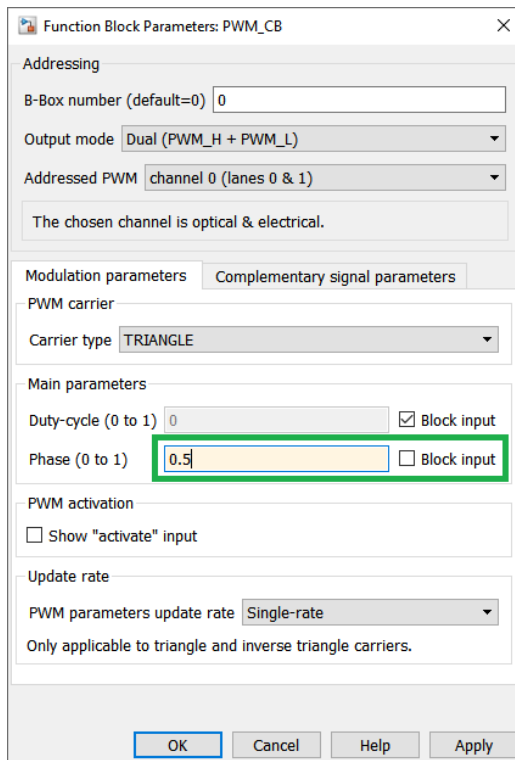 Function Block Parameters: PWM_CB
Addressing
B-Box number (default=0) 0
Output mode Dual (PWM_H + PWM_L)
Addressed PWM channel 0 (lanes 0 & 1)
The chosen channel is optical & electrical.
Modulation parameters Complementary signal parameters
PWM carrier
Carrier type TRIANGLE
Main parameters
Duty-cycle (0 to 1) 0 Block input
Phase (0 to 1) 0.5 Block input
PWM activation
Show "activate" input
Update rate
PWM parameters update rate Single-rate
Only applicable to triangle and inverse triangle carriers.
OK Cancel Help Apply